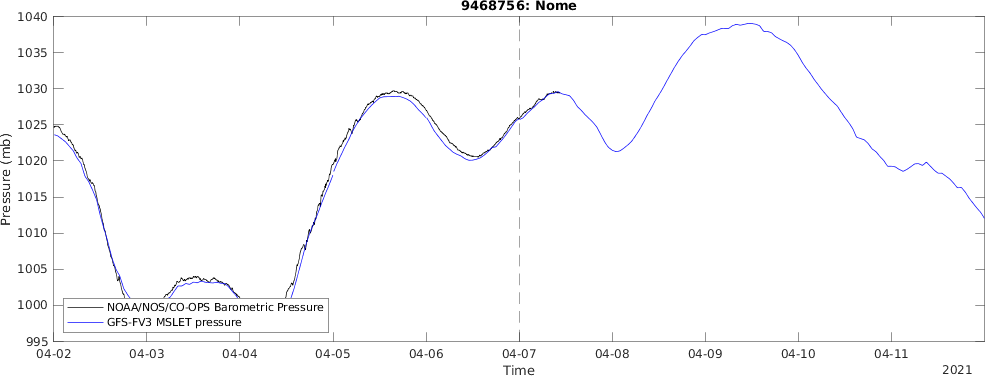 9468756: Nome
Pressure (mb)
1040
1035
1030
1025
1020
1015
1010
1005
1000
995
NOAA/NOS/CO-OPS Barometric Pressure
GFS-FV3 MSLET pressure
04-02 04-03 04-04 04-05 04-06 04-07 04-08 04-09 04-10 04-11
Time
2021